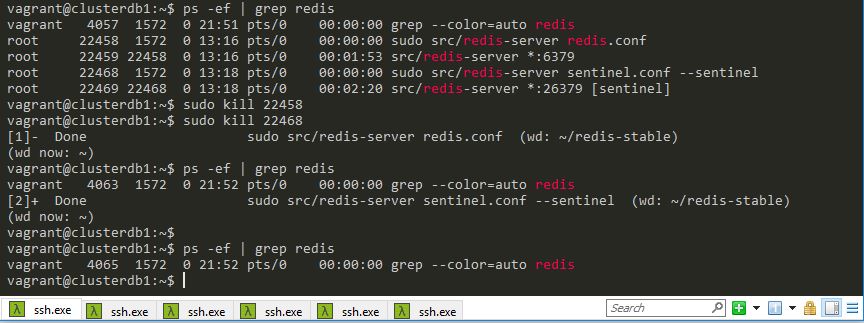 vagrant@clusterdb1:~$ ps -ef | grep redis
vagrant   4057  1572  0 21:51 pts/0    00:00:00 grep --color=auto redis
root     22458  1572  0 13:16 pts/0    00:00:00 sudo src/redis-server redis.conf
root     22459 22458  0 13:16 pts/0    00:01:53 src/redis-server *:6379
root     22468  1572  0 13:18 pts/0    00:00:00 sudo src/redis-server sentinel.conf --sentinel
root     22469 22468  0 13:18 pts/0    00:02:20 src/redis-server *:26379 [sentinel]
vagrant@clusterdb1:~$ sudo kill 22458
vagrant@clusterdb1:~$ sudo kill 22468
[1]-  Done                    sudo src/redis-server redis.conf  (wd: ~/redis-stable)
(wd now: ~)
vagrant@clusterdb1:~$ ps -ef | grep redis
vagrant   4063  1572  0 21:52 pts/0    00:00:00 grep --color=auto redis
[2]+  Done                    sudo src/redis-server sentinel.conf --sentinel  (wd: ~/redis-stable)
(wd now: ~)
vagrant@clusterdb1:~$
vagrant@clusterdb1:~$ ps -ef | grep redis
vagrant   4065  1572  0 21:52 pts/0    00:00:00 grep --color=auto redis
vagrant@clusterdb1:~$
ssh.exe ssh.exe ssh.exe ssh.exe ssh.exe ssh.exe Search